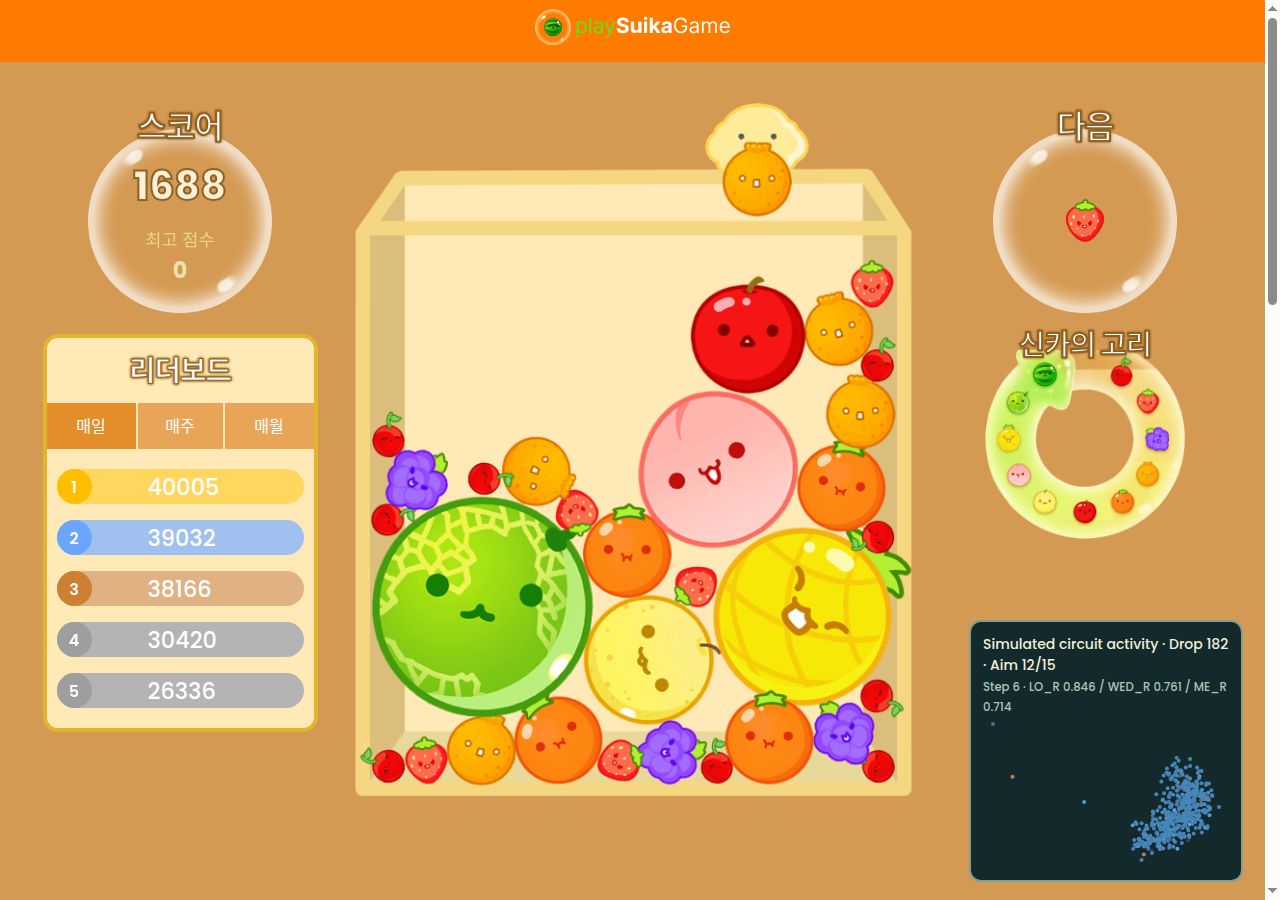 playSuikaGame
스코어
1688
최고 점수
0
리더보드
매일 매주 매월
1 40005
2 39032
3 38166
4 30420
5 26336
다음
신카의 고리
Simulated circuit activity · Drop 182
· Aim 12/15
Step 6 · LO_R 0.846 / WED_R 0.761 / ME_R
0.714